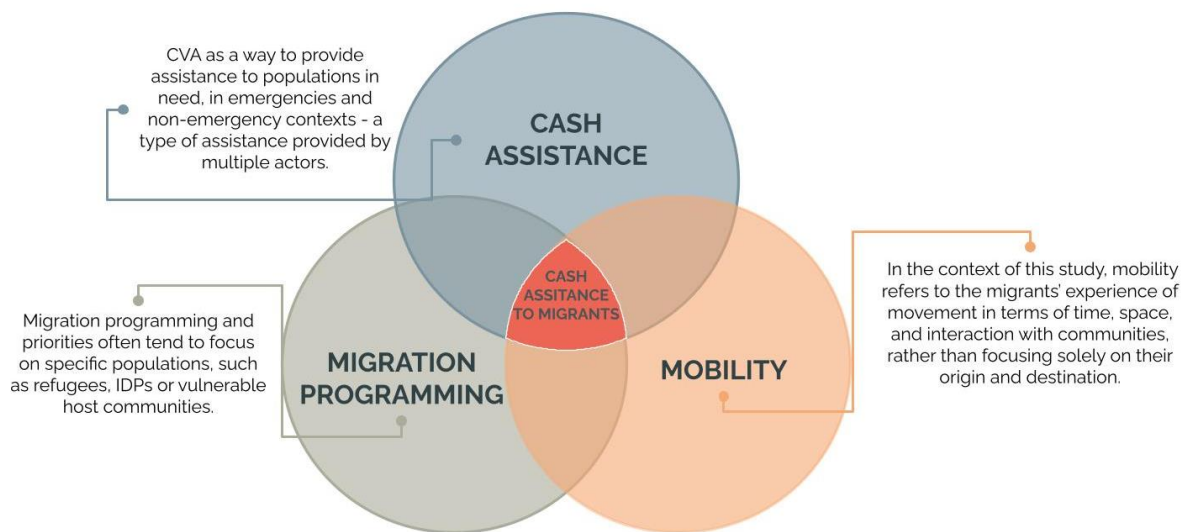 CVA as a way to provide
assistance to populations in
need, in emergencies and
non-emergency contexts - a
type of assistance provided by
multiple actors.
CASH
ASSISTANCE
CASH
ASSITANCE
TO MIGRANTS
Migration programming and
priorities often tend to focus
on specific populations, such
as refugees, IDPs or vulnerable
host communities.
MIGRATION
PROGRAMMING
MOBILITY
In the context of this study, mobility
refers to the migrants' experience of
movement in terms of time, space,
and interaction with communities,
rather than focusing solely on their
origin and destination.